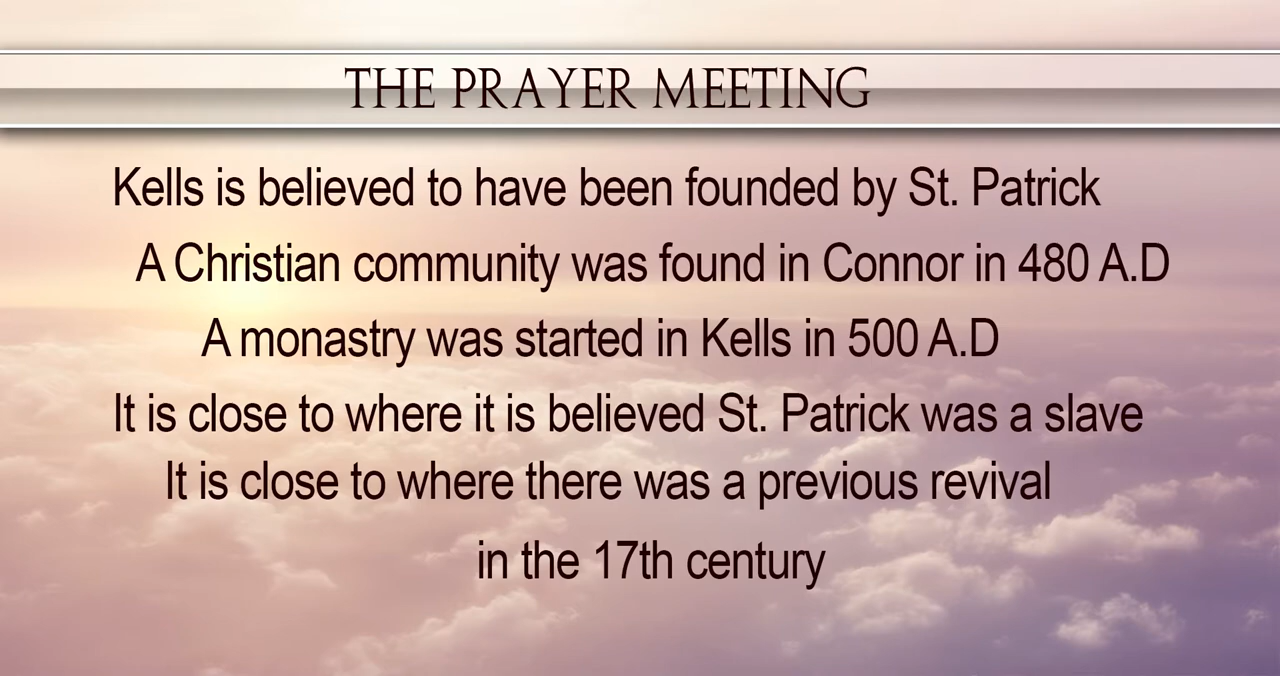 THE PRAYER MEETING
Kells is believed to have been founded by St. Patrick
A Christian community was found in Connor in 480 A.D
A monastry was started in Kells in 500 A.D
It is close to where it is believed St. Patrick was a slave
It is close to where there was a previous revival
in the 17th century